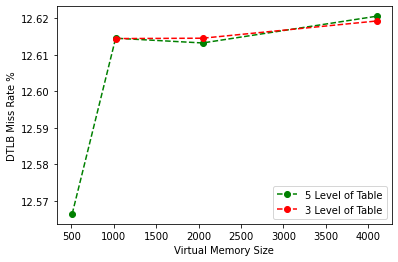 12.62
12.61
12.60
12.59
12.58
12.57
DTLB Miss Rate %
5 Level of Table
3 Level of Table
500 1000 1500 2000 2500 3000 3500 4000
Virtual Memory Size